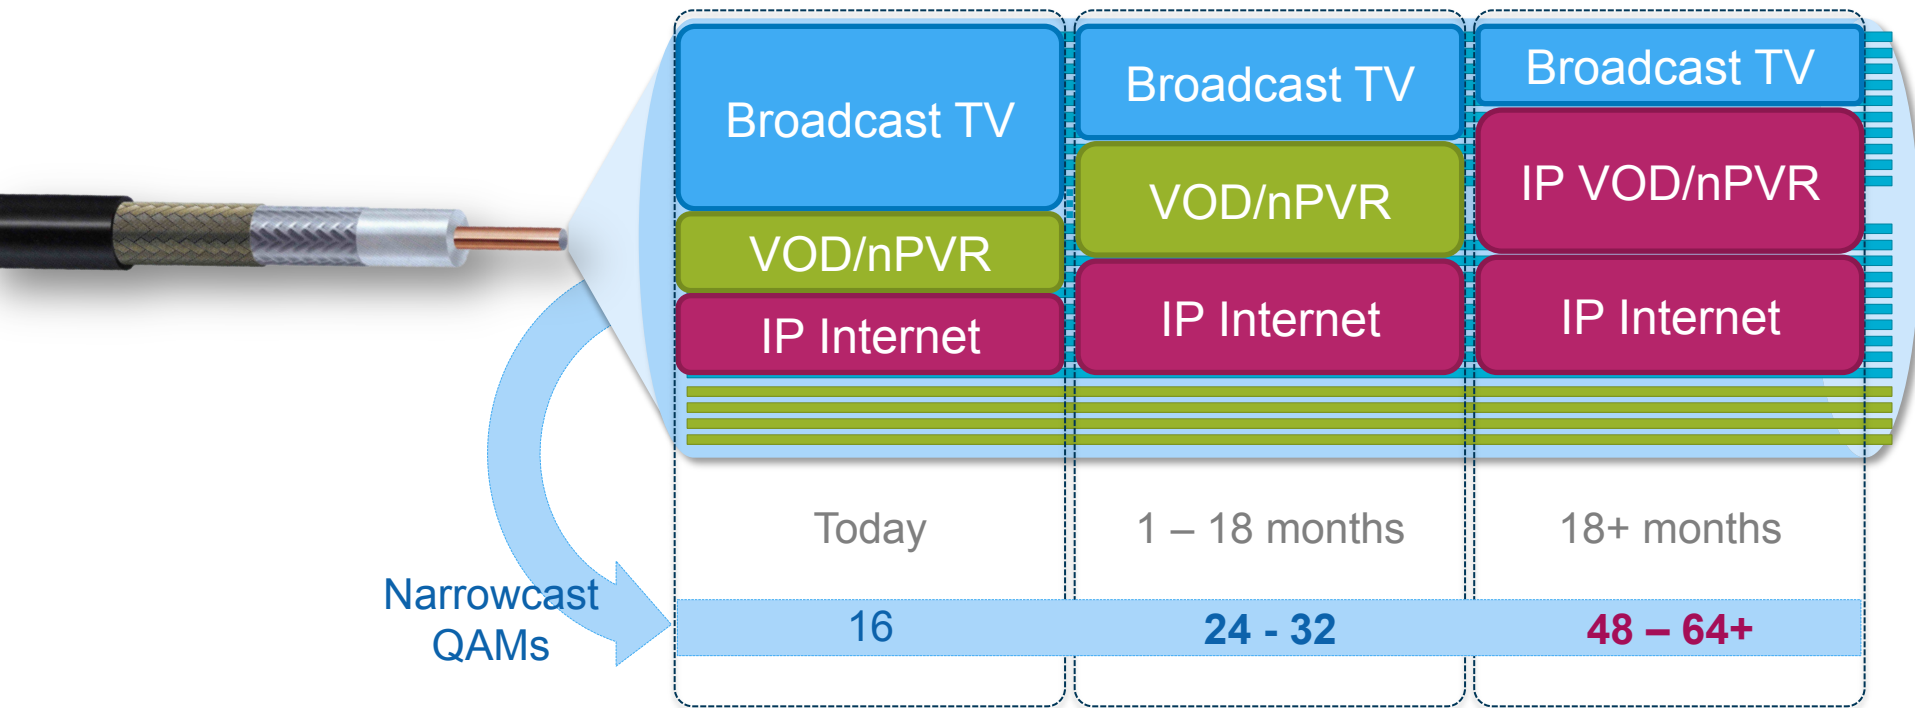 Broadcast TV
VOD/nPVR
IP Internet
Broadcast TV
VOD/nPVR
IP Internet
Broadcast TV
IP VOD/nPVR
IP Internet
Today
1 – 18 months
18+ months
Narrowcast
QAMs
16
24 - 32
48 – 64+